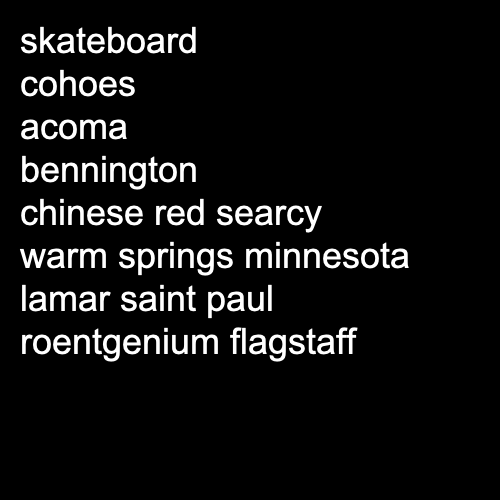 skateboard
cohoes
acoma
bennington
chinese red searcy
warm springs minnesota
lamar saint paul
roentgenium flagstaff